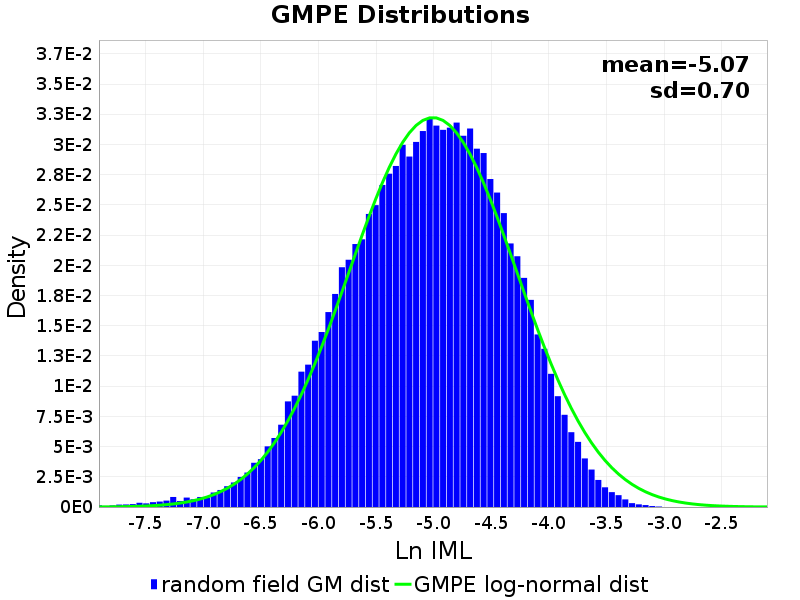 GMPE Distributions
mean=-5.07
sd=0.70
Density
3.7E-2
3.5E-2
3.3E-2
3E-2
2.8E-2
2.5E-2
2.2E-2
2E-2
1.8E-2
1.5E-2
1.3E-2
1E-2
7.5E-3
5E-3
2.5E-3
0E0
-7.5 -7.0 -6.5 -6.0 -5.5 -5.0 -4.5 -4.0 -3.5 -3.0 -2.5
Ln IML
random field GM dist GMPE log-normal dist